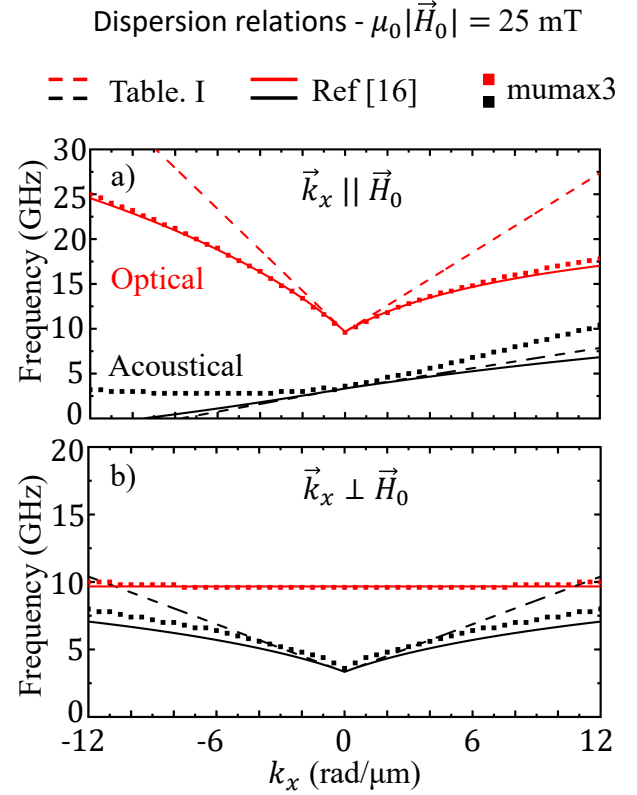 Dispersion relations - μ₀|H⃗₀| = 25 mT
Table. I Ref [16] mumax3
30
25
20
15
10
5
0
Frequency (GHz)
a)
k⃗ₓ || H⃗₀
Optical
Acoustical
20
15
10
5
0
Frequency (GHz)
b)
k⃗ₓ ⊥ H⃗₀
-12 -6 0 6 12
kₓ (rad/μm)